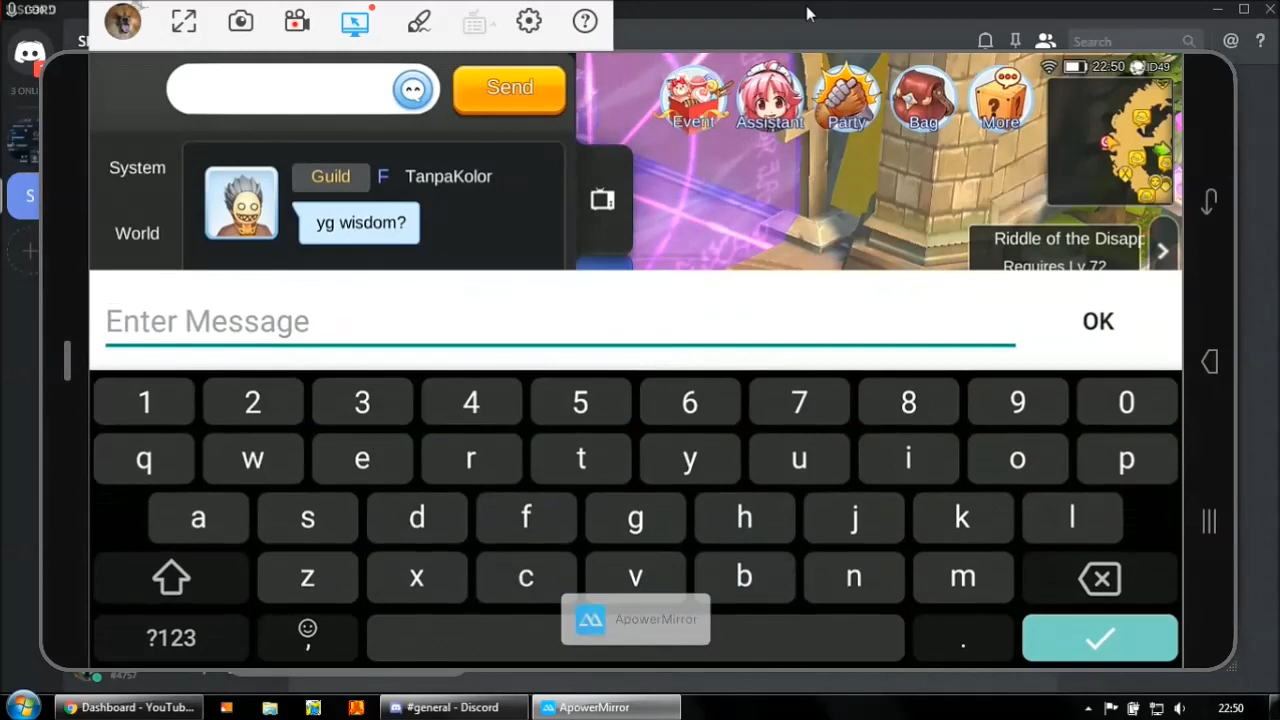 Search
Send
Event
Assistant
Party
Bag
More
22:50
ID49
System
World
Guild F TanpaKolor
yg wisdom?
Riddle of the Disapp
Requires Lv 72
Enter Message
OK
1 2 3 4 5 6 7 8 9 0
q w e r t y u i o p
a s d f g h j k l
z x c v b n m
?123 , .
ApowerMirror
#4757
Dashboard - YouTub...
#general - Discord
ApowerMirror
22:50